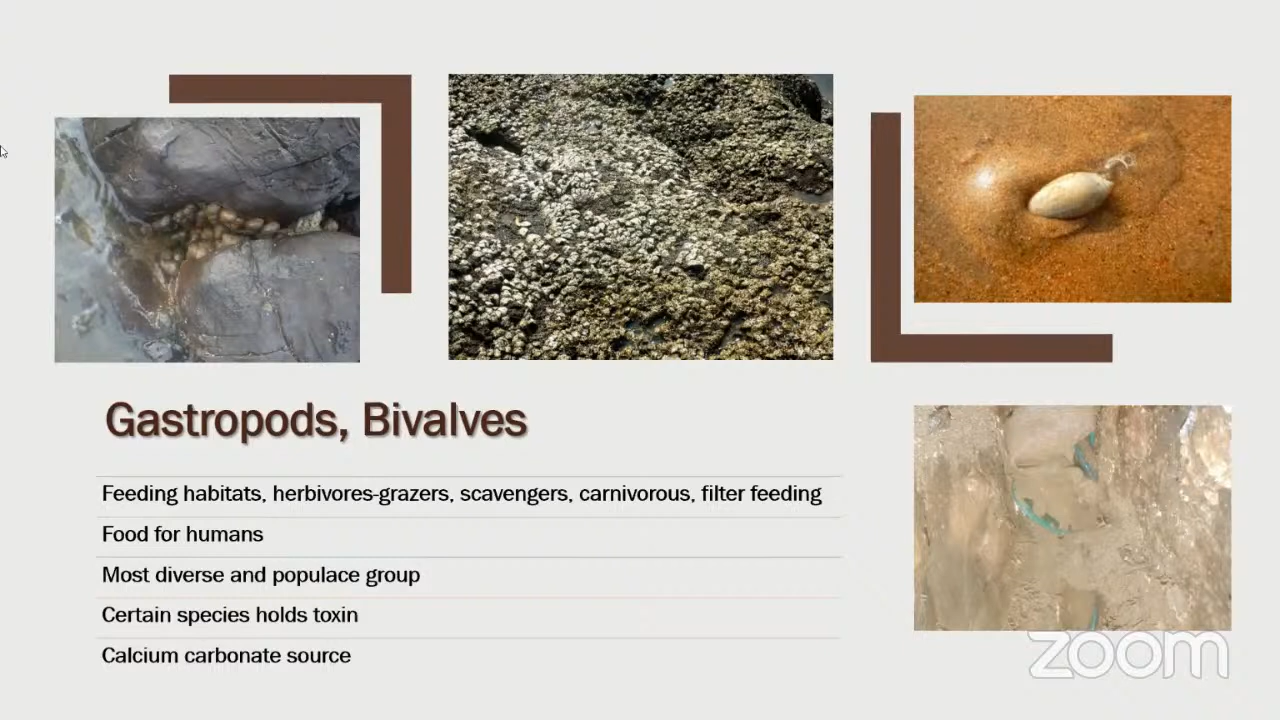 Gastropods, Bivalves
Feeding habitats, herbivores-grazers, scavengers, carnivorous, filter feeding
Food for humans
Most diverse and populace group
Certain species holds toxin
Calcium carbonate source
zoom